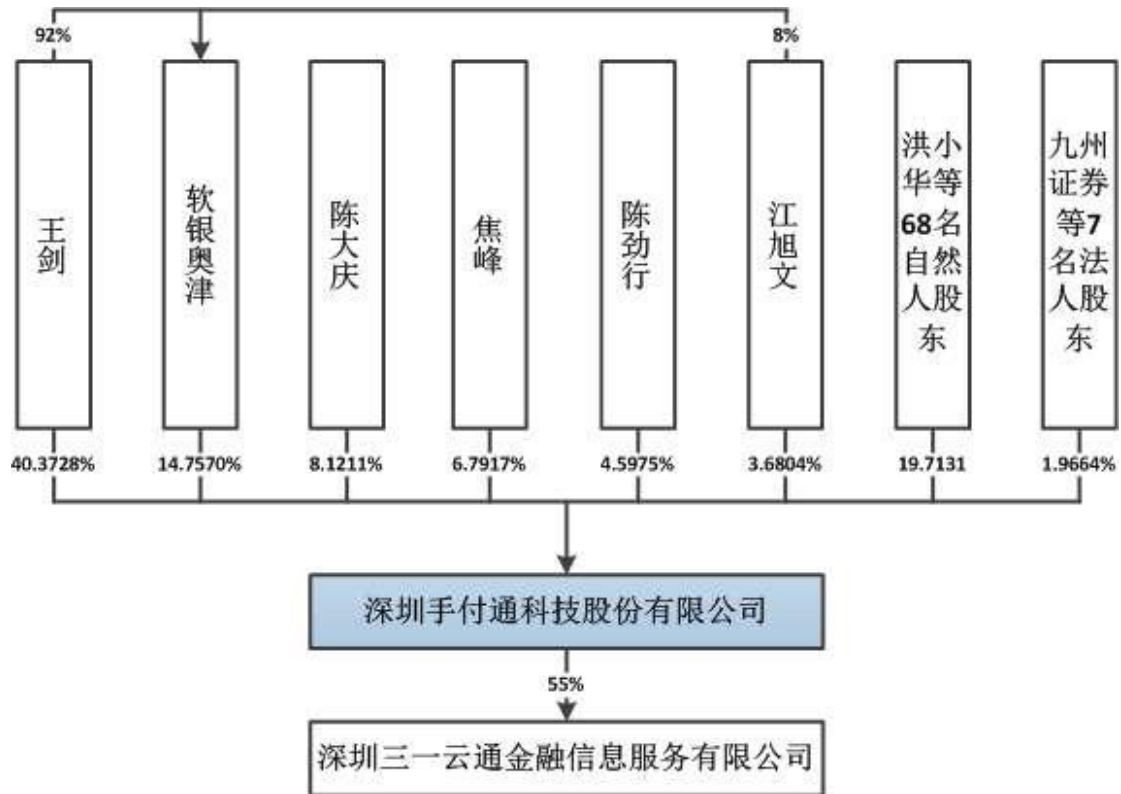 92%
8%
王剑
软银奥津
陈大庆
焦峰
陈劲行
江旭文
洪小
华等
68名
自然
人股
东
九州
证券
等7
名法
人股
东
40.3728%
14.7570%
8.1211%
6.7917%
4.5975%
3.6804%
19.7131
1.9664%
深圳手付通科技股份有限公司
55%
深圳三一云通金融信息服务有限公司